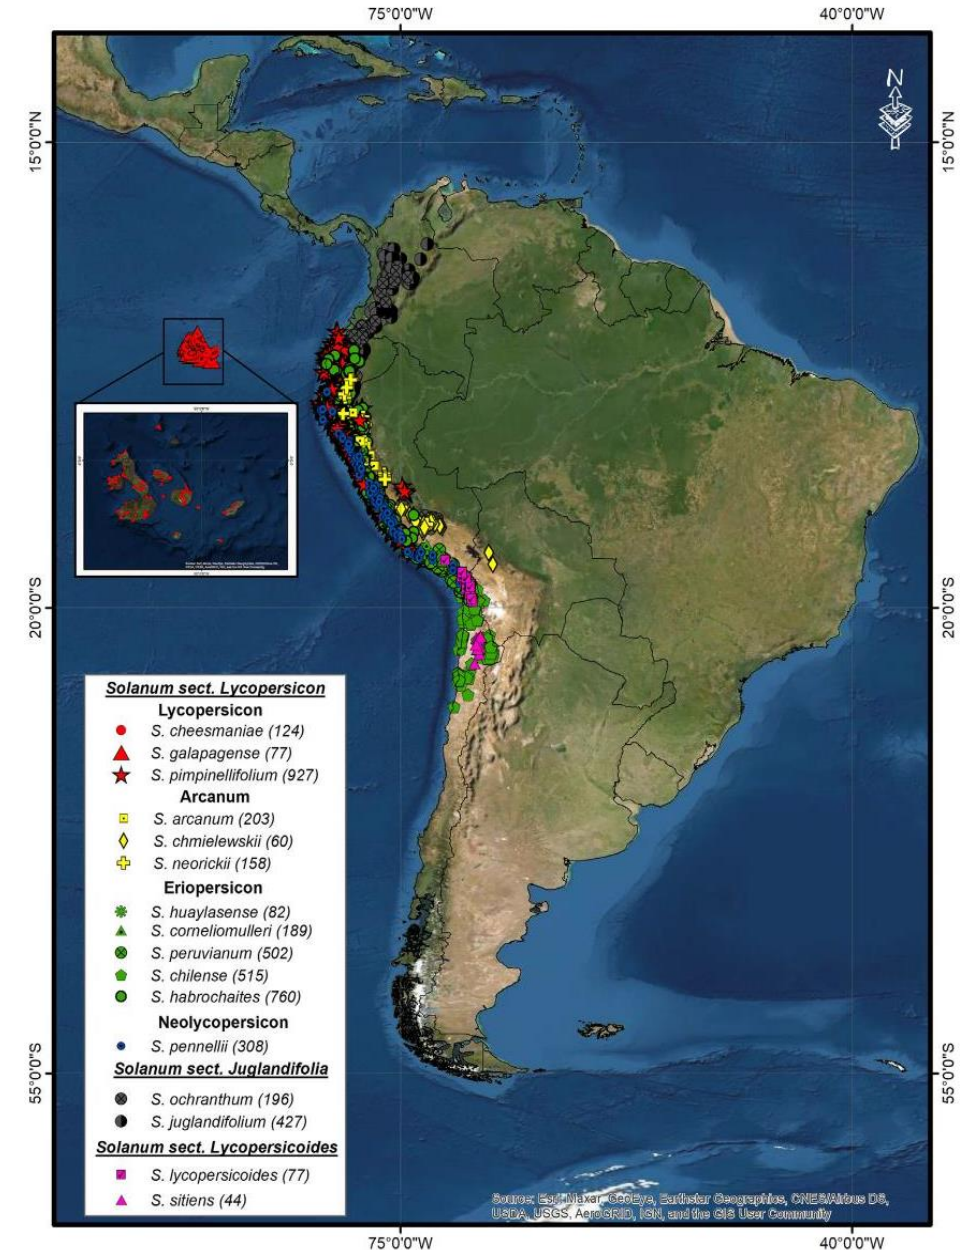 75°0'0"W
40°0'0"W
N
15°0'0"N
15°0'0"N
20°0'0"S
20°0'0"S
Solanum sect. Lycopersicon
Lycopersicon
S. cheesmaniae (124)
S. galapagense (77)
S. pimpinellifolium (927)
Arcanum
S. arcanum (203)
S. chmielewskii (60)
S. neorickii (158)
Eriopersicon
S. huaylasense (82)
S. corneliomulleri (189)
S. peruvianum (502)
S. chilense (515)
S. habrochaites (760)
Neolycopersicon
S. pennellii (308)
Solanum sect. Juglandifolia
S. ochranthum (196)
S. juglandifolium (427)
Solanum sect. Lycopersicoides
S. lycopersicoides (77)
S. sitiens (44)
55°0'0"S
55°0'0"S
Source: Esri, Maxar, GeoEye, Earthstar Geographics, CNES/Airbus DS,
USDA, USGS, AeroGRID, IGN, and the GIS User Community
75°0'0"W
40°0'0"W